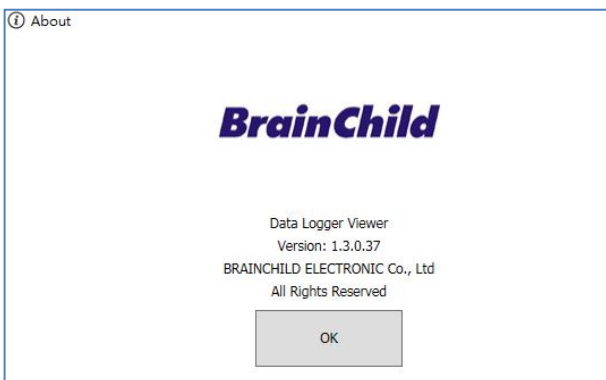 About
BrainChild
Data Logger Viewer
Version: 1.3.0.37
BRAINCHILD ELECTRONIC Co., Ltd
All Rights Reserved
OK